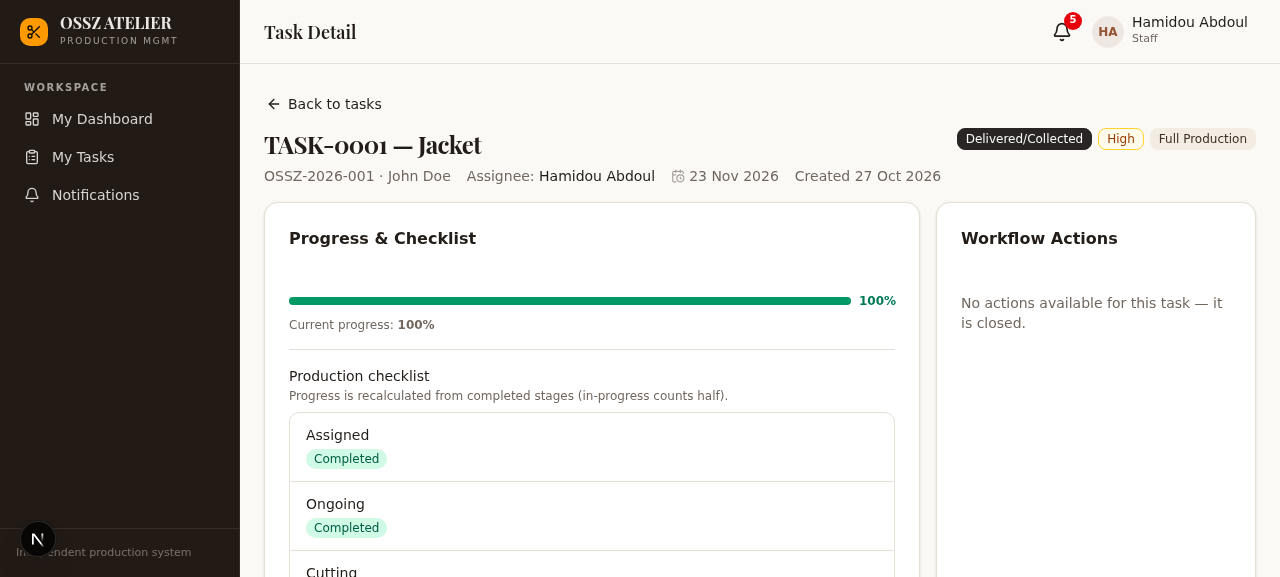 OSSZ ATELIER
PRODUCTION MGMT
Task Detail
5
HA
Hamidou Abdoul
Staff
WORKSPACE
My Dashboard
My Tasks
Notifications
Back to tasks
TASK-0001 — Jacket
Delivered/Collected
High
Full Production
OSSZ-2026-001 · John Doe Assignee: Hamidou Abdoul 23 Nov 2026 Created 27 Oct 2026
Progress & Checklist
100%
Current progress: 100%
Production checklist
Progress is recalculated from completed stages (in-progress counts half).
Assigned
Completed
Ongoing
Completed
Cutting
Workflow Actions
No actions available for this task — it
is closed.
N
production system